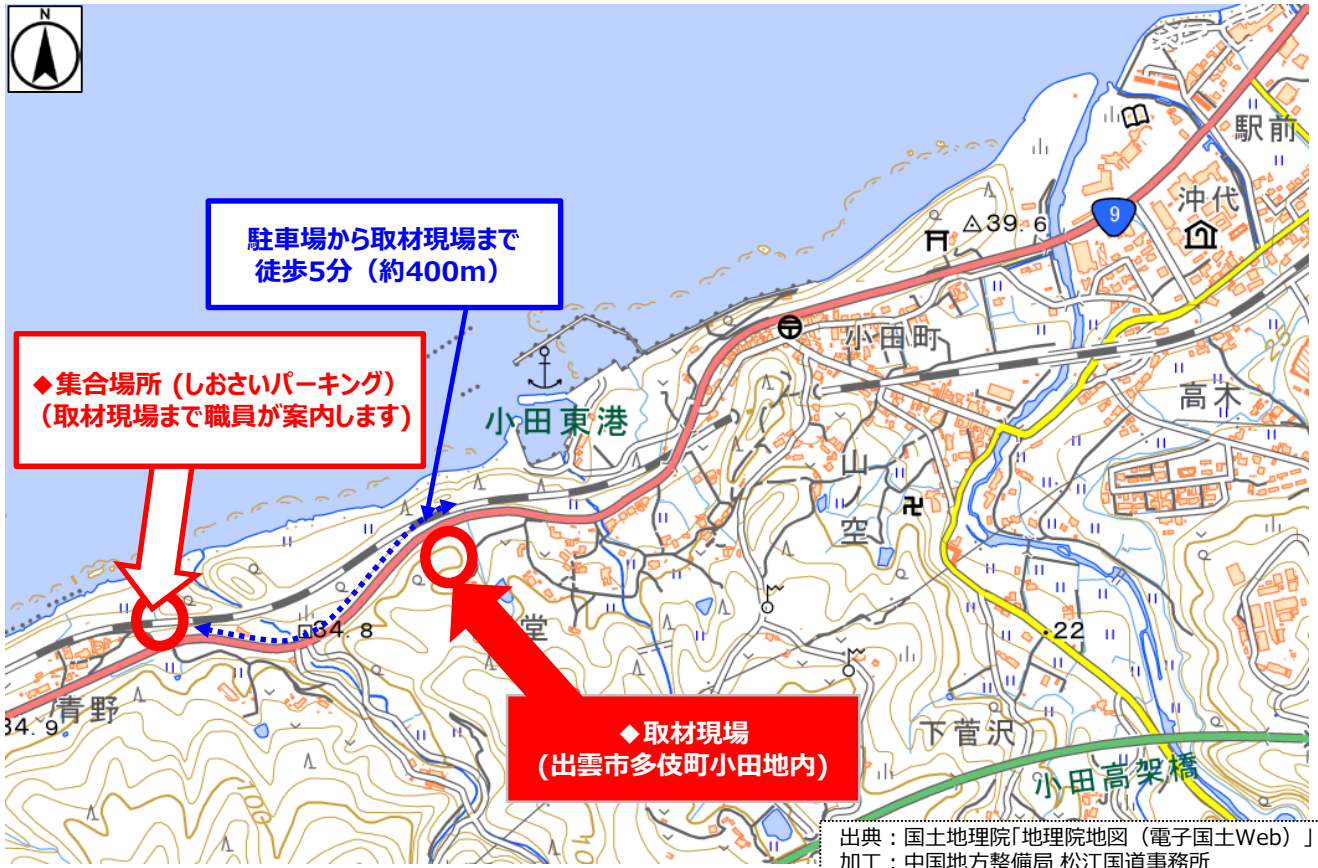 N
駅前
沖代
9
39.6
駐車場から取材現場まで
徒歩5分（約400m）
小田町
25
◆集合場所 (しおさいパーキング)
（取材現場まで職員が案内します)
高木
小田東港
山空
34.8
堂
22
青野
34.9
◆取材現場
(出雲市多伎町小田地内)
下菅沢
小田高架橋
100
出典：国土地理院「地理院地図（電子国土Web）」
加工：中国地方整備局 松江国道事務所